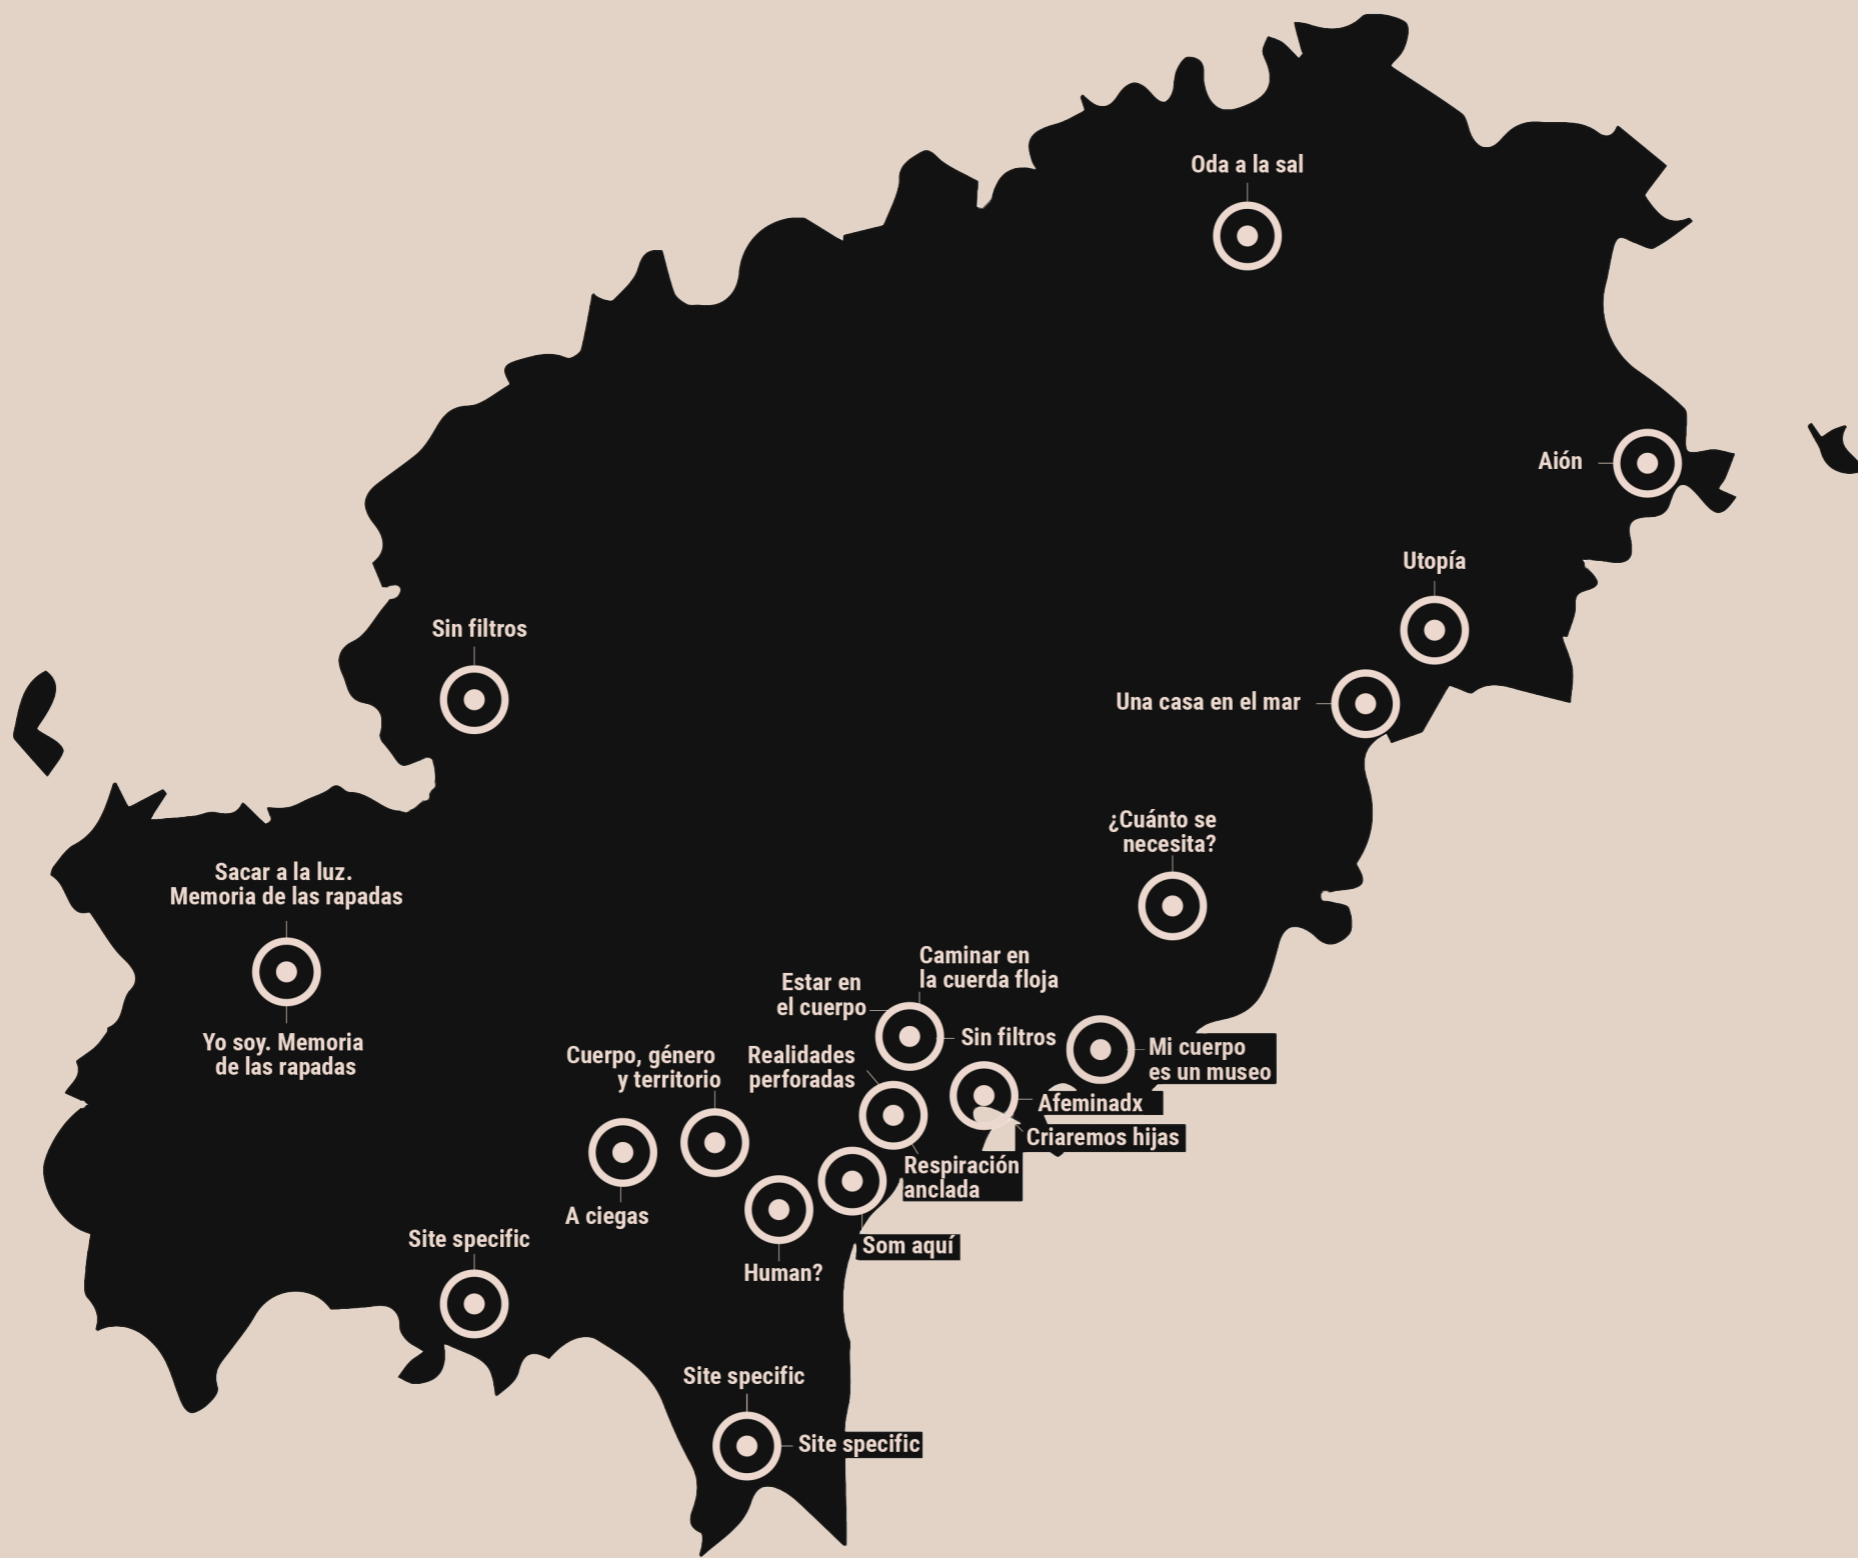 Oda a la sal
Aión
Utopía
Sin filtros
Una casa en el mar
¿Cuánto se
necesita?
Sacar a la luz.
Memoria de las rapadas
Yo soy. Memoria
de las rapadas
Caminar en
la cuerda floja
Estar en
el cuerpo
Sin filtros
Mi cuerpo
es un museo
Cuerpo, género
y territorio
Realidades
perforadas
Afeminadx
Criaremos hijas
Respiración
anclada
A ciegas
Site specific
Som aquí
Human?
Site specific
Site specific